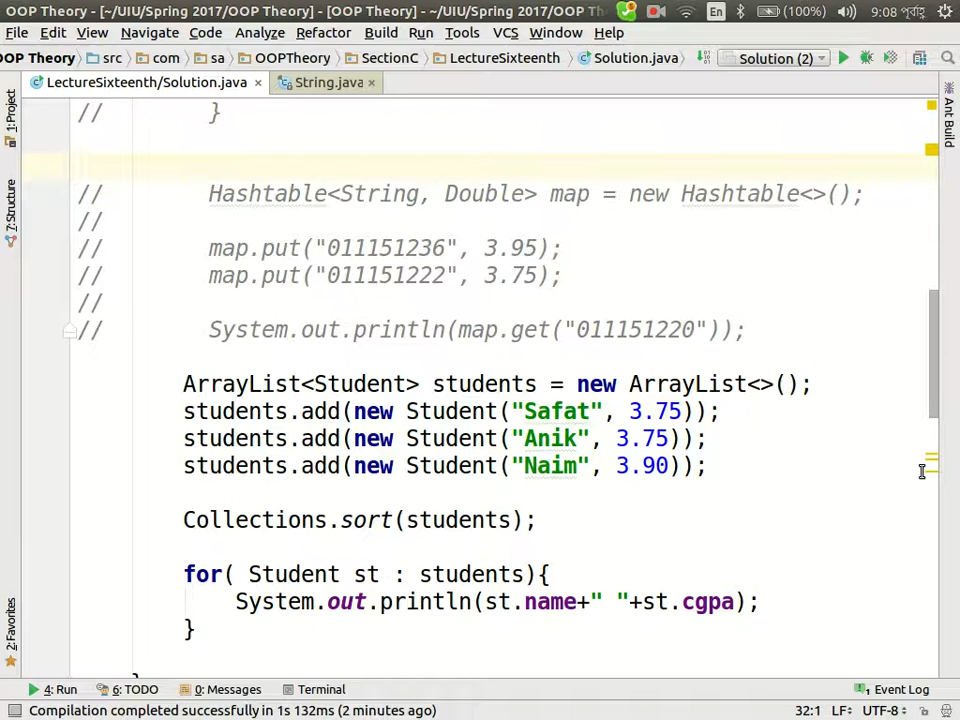 OOP Theory) - [~/UIU/Spring 2017/OOP Theory] - [OOP Theory] - ~/UIU/Spring 2017/OOP The... En (100%) 9:08 পূর্বাহ্ণ
File Edit View Navigate Code Analyze Refactor Build Run Tools VCS Window Help
OOP Theory) src com sa OOPTheory SectionC LectureSixteenth Solution.java Solution (2)
LectureSixteenth/Solution.java × String.java ×
1:Project
7:Structure
2:Favorites
Ant Build
// }
// Hashtable<String, Double> map = new Hashtable<>();
//
// map.put("011151236", 3.95);
// map.put("011151222", 3.75);
//
// System.out.println(map.get("011151220"));
ArrayList<Student> students = new ArrayList<>();
students.add(new Student("Safat", 3.75));
students.add(new Student("Anik", 3.75));
students.add(new Student("Naim", 3.90));
Collections.sort(students);
for( Student st : students){
System.out.println(st.name+" "+st.cgpa);
}
4: Run 6: TODO 0: Messages Terminal 1 Event Log
Compilation completed successfully in 1s 132ms (2 minutes ago) 32:1 LF÷ UTF-8÷